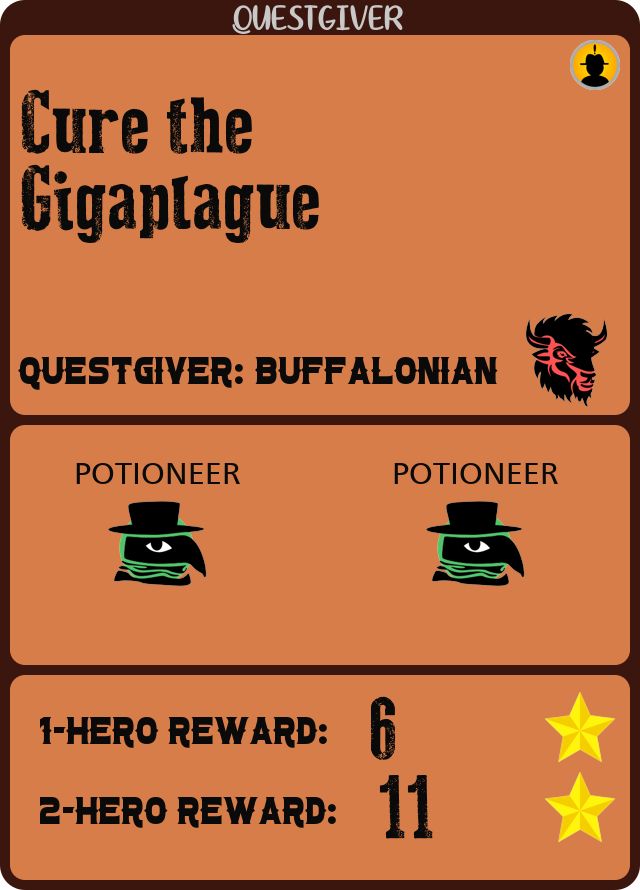 QUESTGIVER
Cure the
Gigaplague
QUESTGIVER: BUFFALONIAN
POTIONEER POTIONEER
1-HERO REWARD: 6
2-HERO REWARD: 11